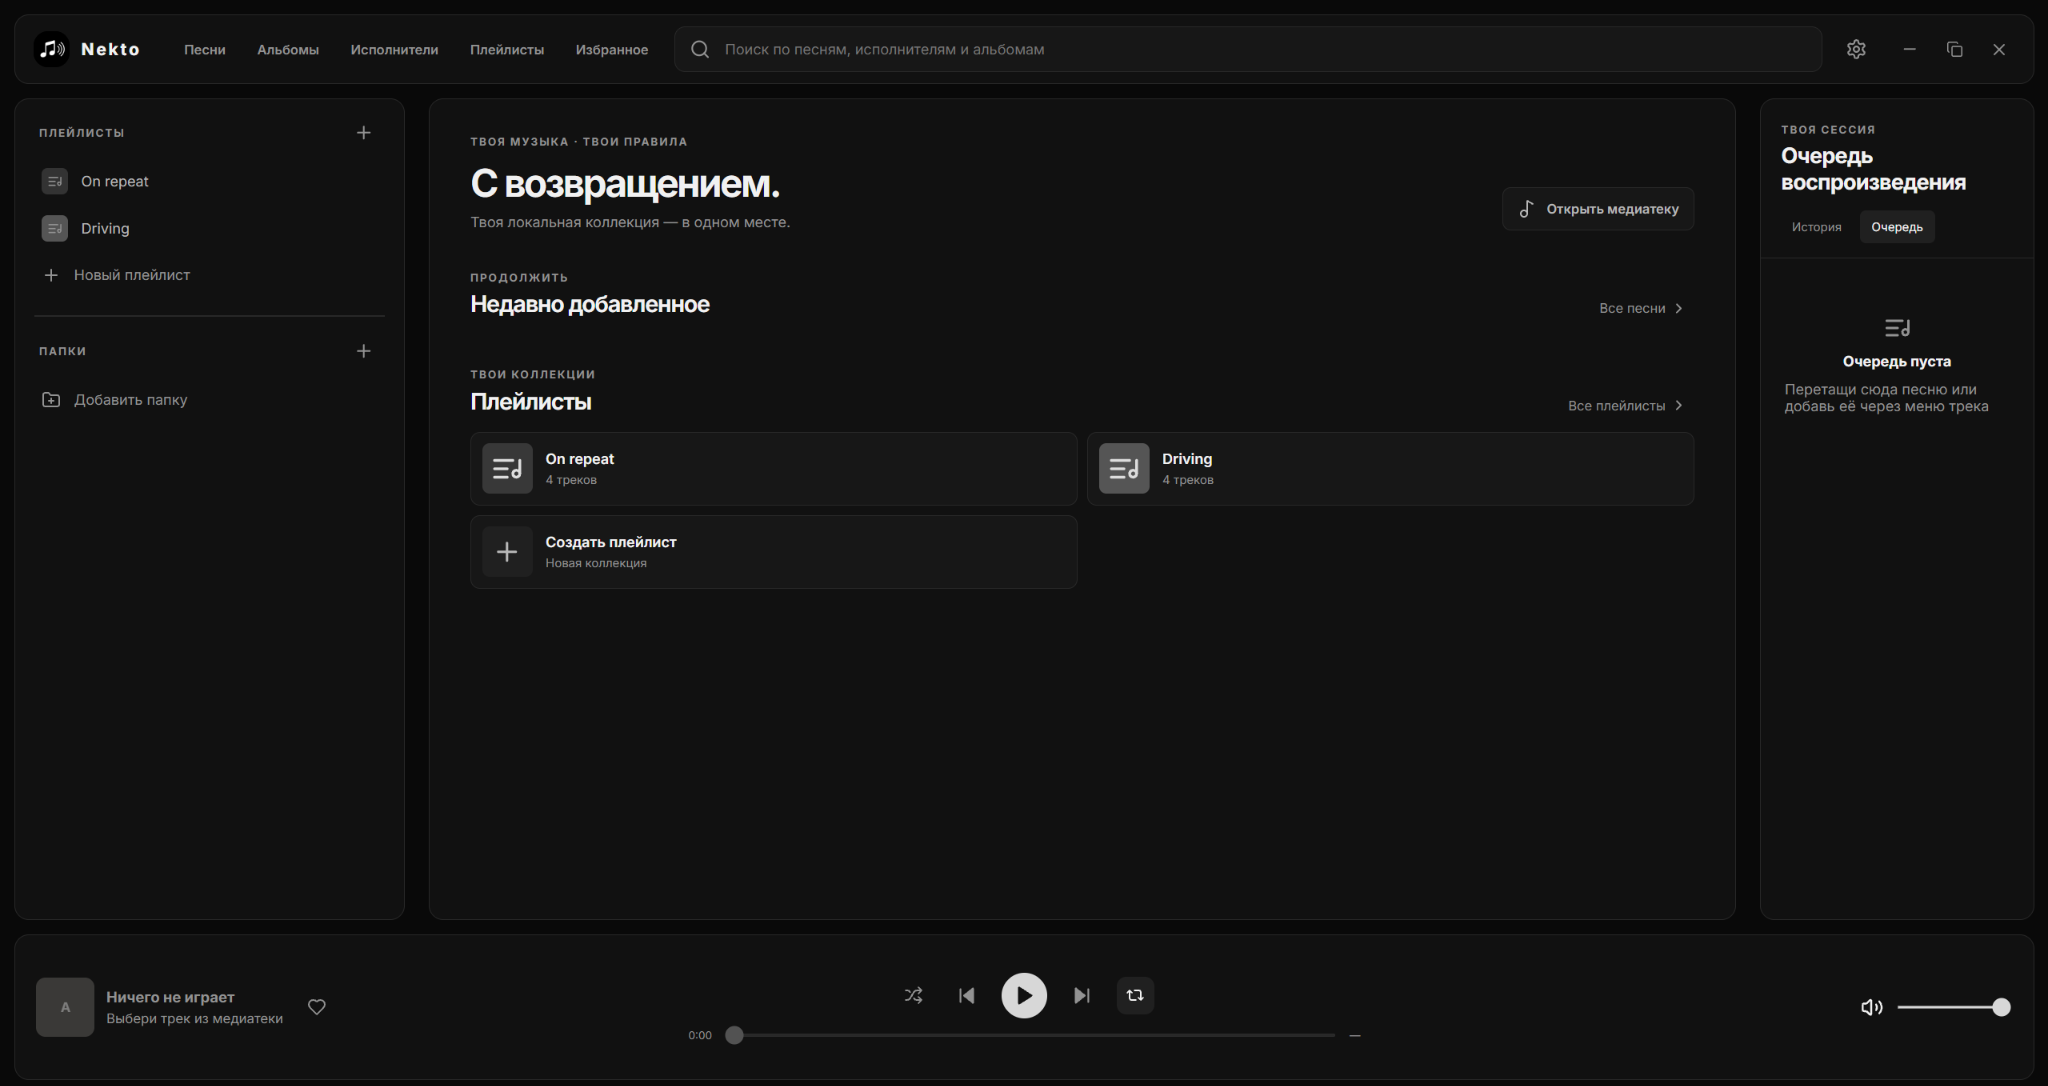 Nekto
Песни
Альбомы
Исполнители
Плейлисты
Избранное
Поиск по песням, исполнителям и альбомам
ПЛЕЙЛИСТЫ
On repeat
Driving
Новый плейлист
ПАПКИ
Добавить папку
ТВОЯ МУЗЫКА · ТВОИ ПРАВИЛА
С возвращением.
Твоя локальная коллекция — в одном месте.
Открыть медиатеку
ПРОДОЛЖИТЬ
Недавно добавленное
Все песни
ТВОИ КОЛЛЕКЦИИ
Плейлисты
Все плейлисты
On repeat
4 треков
Driving
4 треков
Создать плейлист
Новая коллекция
ТВОЯ СЕССИЯ
Очередь
воспроизведения
История
Очередь
Очередь пуста
Перетащи сюда песню или
добавь её через меню трека
A
Ничего не играет
Выбери трек из медиатеки
0:00
—